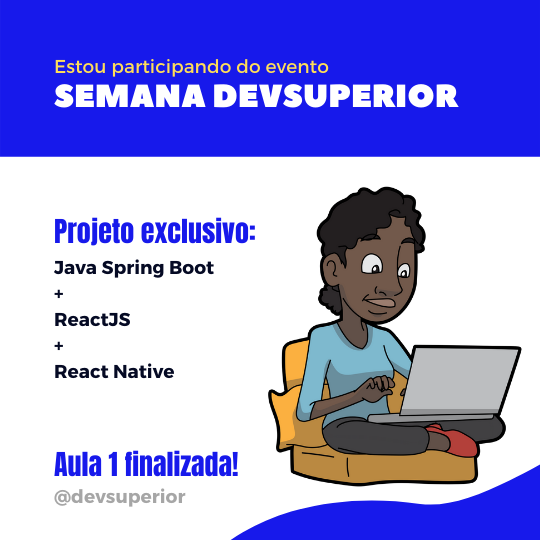 Estou participando do evento
SEMANA DEVSUPERIOR
Projeto exclusivo:
Java Spring Boot
+
ReactJS
+
React Native
Aula 1 finalizada!
@devsuperior